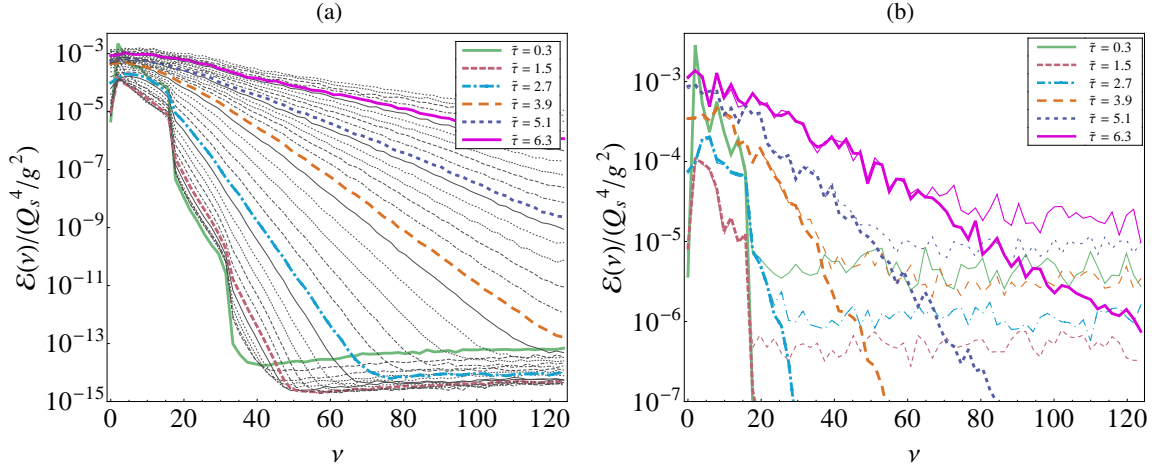 (a)
ℰ(ν)/(Q_s^4/g^2)
10^-3
10^-5
10^-7
10^-9
10^-11
10^-13
10^-15
0 20 40 60 80 100 120
ν
τ̃ = 0.3
τ̃ = 1.5
τ̃ = 2.7
τ̃ = 3.9
τ̃ = 5.1
τ̃ = 6.3
(b)
ℰ(ν)/(Q_s^4/g^2)
10^-3
10^-4
10^-5
10^-6
10^-7
0 20 40 60 80 100 120
ν
τ̃ = 0.3
τ̃ = 1.5
τ̃ = 2.7
τ̃ = 3.9
τ̃ = 5.1
τ̃ = 6.3